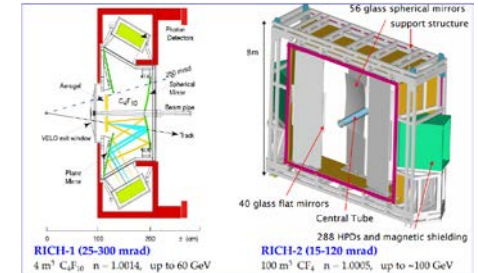 Photon
Detectors
Aerogel
250 mrad
Spherical
Mirror
C₄F₁₀
Beam pipe
VELO exit window
Track
Plane
Mirror
0
100
200
z (cm)
RICH-1 (25-300 mrad)
4 m³ C₄F₁₀ n – 1.0014, up to 60 GeV
56 glass spherical mirrors
support structure
8m
40 glass flat mirrors
Central Tube
288 HPDs and magnetic shielding
RICH-2 (15-120 mrad)
100 m³ CF₄ n – 1.0005, up to ~100 GeV